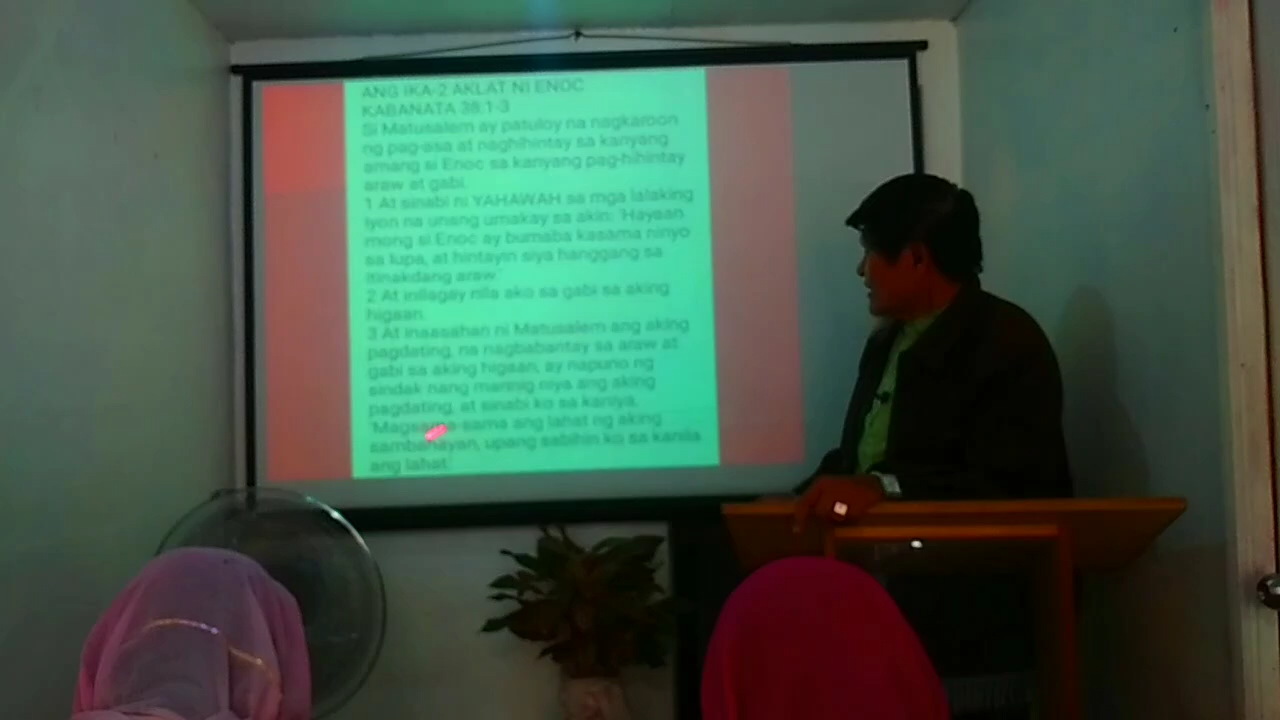 ANG IKA-2 AKLAT NI ENOC
KABANATA 38:1-3
Si Matusalem ay patuloy na nagkaroon
ng pag-asa at naghihintay sa kanyang
amang si Enoc sa kanyang pag-hihintay
araw at gabi.
1 At sinabi ni YAHAWAH sa mga lalaking
iyon na unang umakay sa akin: 'Hayaan
mong si Enoc ay bumaba kasama ninyo
sa lupa, at hintayin siya hanggang sa
itinakdang araw.'
2 At inilagay nila ako sa gabi sa aking
higaan.
3 At inaasahan ni Matusalem ang aking
pagdating, na nagbabantay sa araw at
gabi sa aking higaan, ay napuno ng
sindak nang marinig niya ang aking
pagdating, at sinabi ko sa kaniya,
'Magsama-sama ang lahat ng aking
sambahayan, upang sabihin ko sa kanila
ang lahat.'